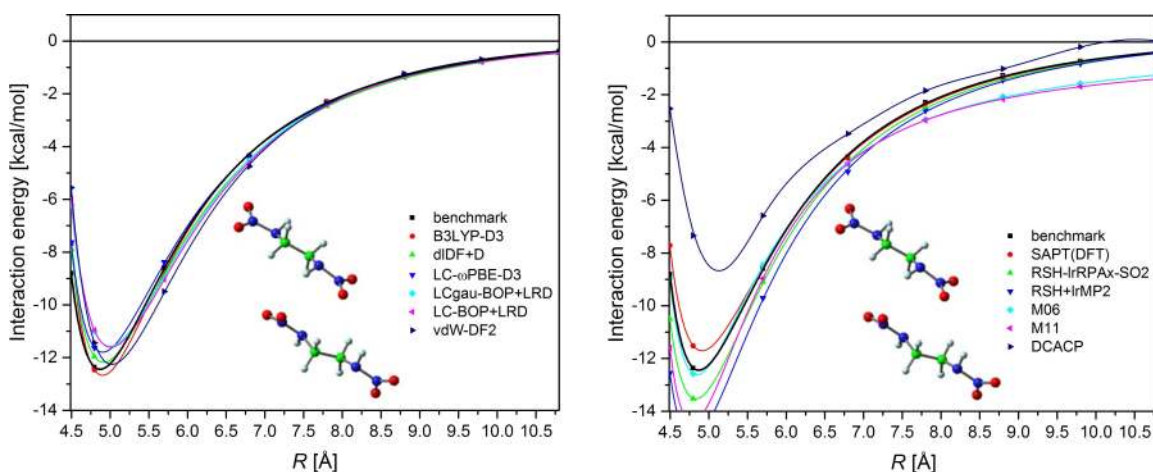 Interaction energy [kcal/mol]
0
-2
-4
-6
-8
-10
-12
-14
4.5 5.0 5.5 6.0 6.5 7.0 7.5 8.0 8.5 9.0 9.5 10.0 10.5
R [Å]
benchmark
B3LYP-D3
dlDF+D
LC-ωPBE-D3
LCgau-BOP+LRD
LC-BOP+LRD
vdW-DF2
Interaction energy [kcal/mol]
0
-2
-4
-6
-8
-10
-12
-14
4.5 5.0 5.5 6.0 6.5 7.0 7.5 8.0 8.5 9.0 9.5 10.0 10.5
R [Å]
benchmark
SAPT(DFT)
RSH-lrRPAx-SO2
RSH+lrMP2
M06
M11
DCACP